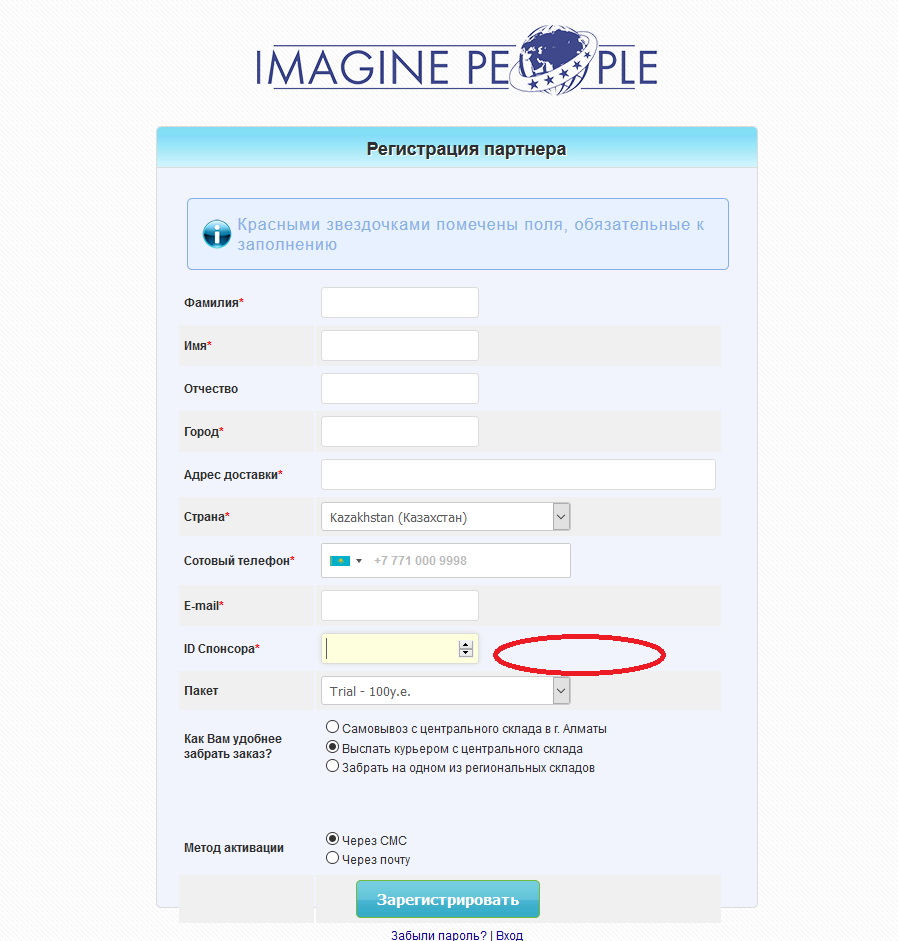 IMAGINE PEOPLE
Регистрация партнера
Красными звездочками помечены поля, обязательные к
заполнению
Фамилия*
Имя*
Отчество
Город*
Адрес доставки*
Страна* Kazakhstan (Казахстан)
Сотовый телефон* +7 771 000 9998
E-mail*
ID Спонсора*
Пакет Trial - 100у.е.
Как Вам удобнее
забрать заказ?
Самовывоз с центрального склада в г. Алматы
Выслать курьером с центрального склада
Забрать на одном из региональных складов
Метод активации
Через СМС
Через почту
Зарегистрировать
Забыли пароль? | Вход